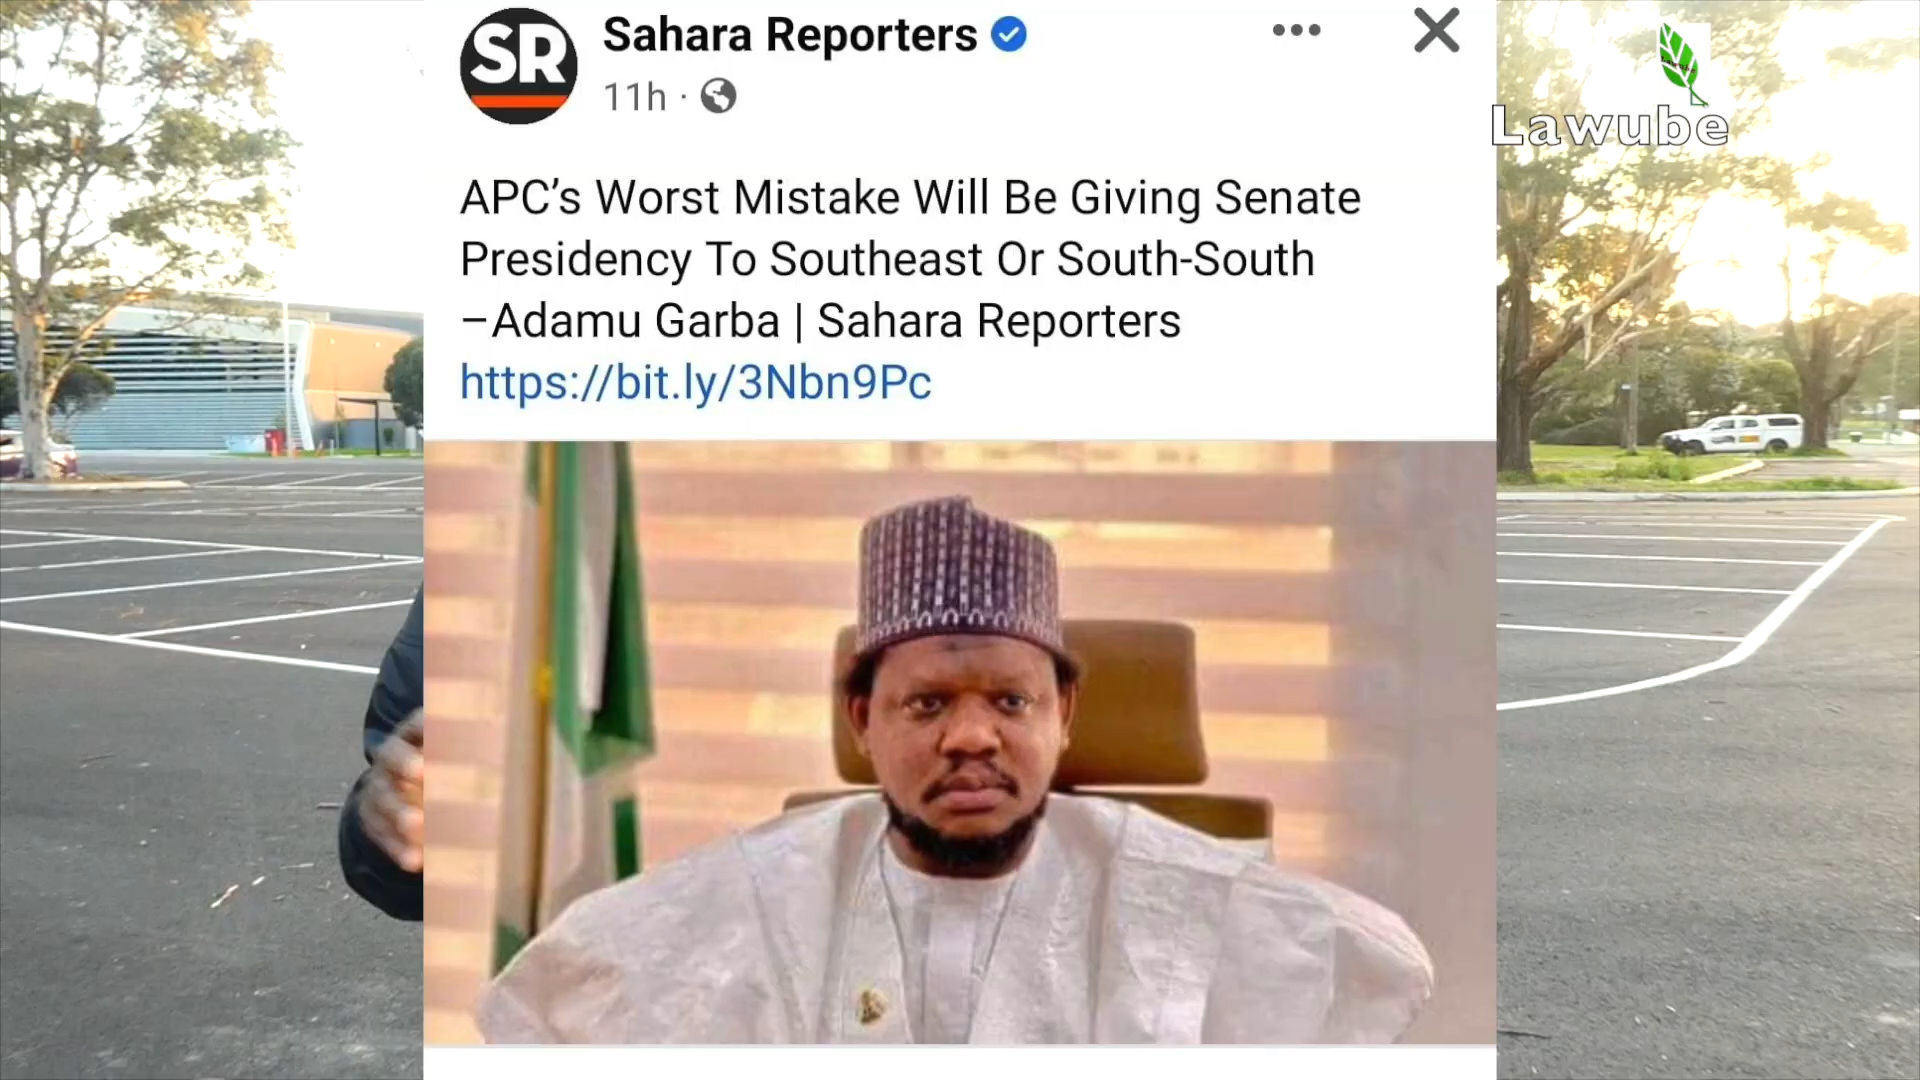 SR
Sahara Reporters
11h ·
Lawube
APC’s Worst Mistake Will Be Giving Senate
Presidency To Southeast Or South-South
–Adamu Garba | Sahara Reporters
https://bit.ly/3Nbn9Pc